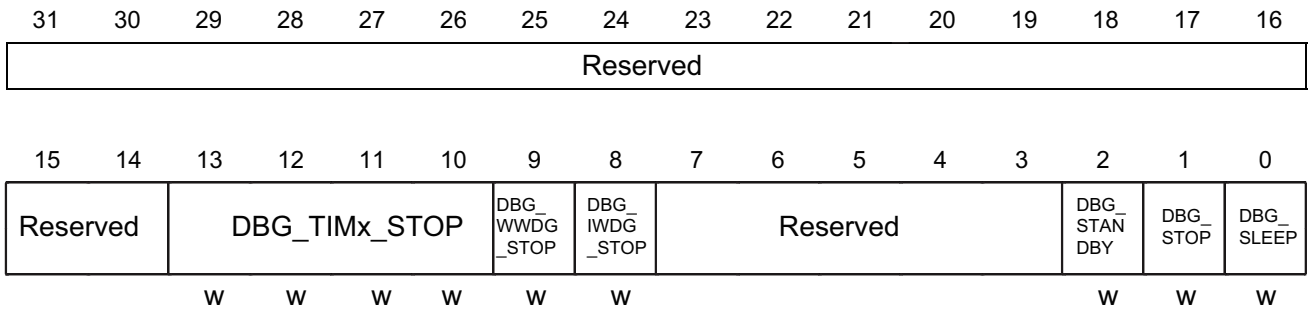 31 30 29 28 27 26 25 24 23 22 21 20 19 18 17 16
Reserved
15 14 13 12 11 10 9 8 7 6 5 4 3 2 1 0
Reserved
DBG_TIMx_STOP
DBG_
WWDG
_STOP
DBG_
IWDG
_STOP
Reserved
DBG_
STAN
DBY
DBG_
STOP
DBG_
SLEEP
w w w w w w w w w